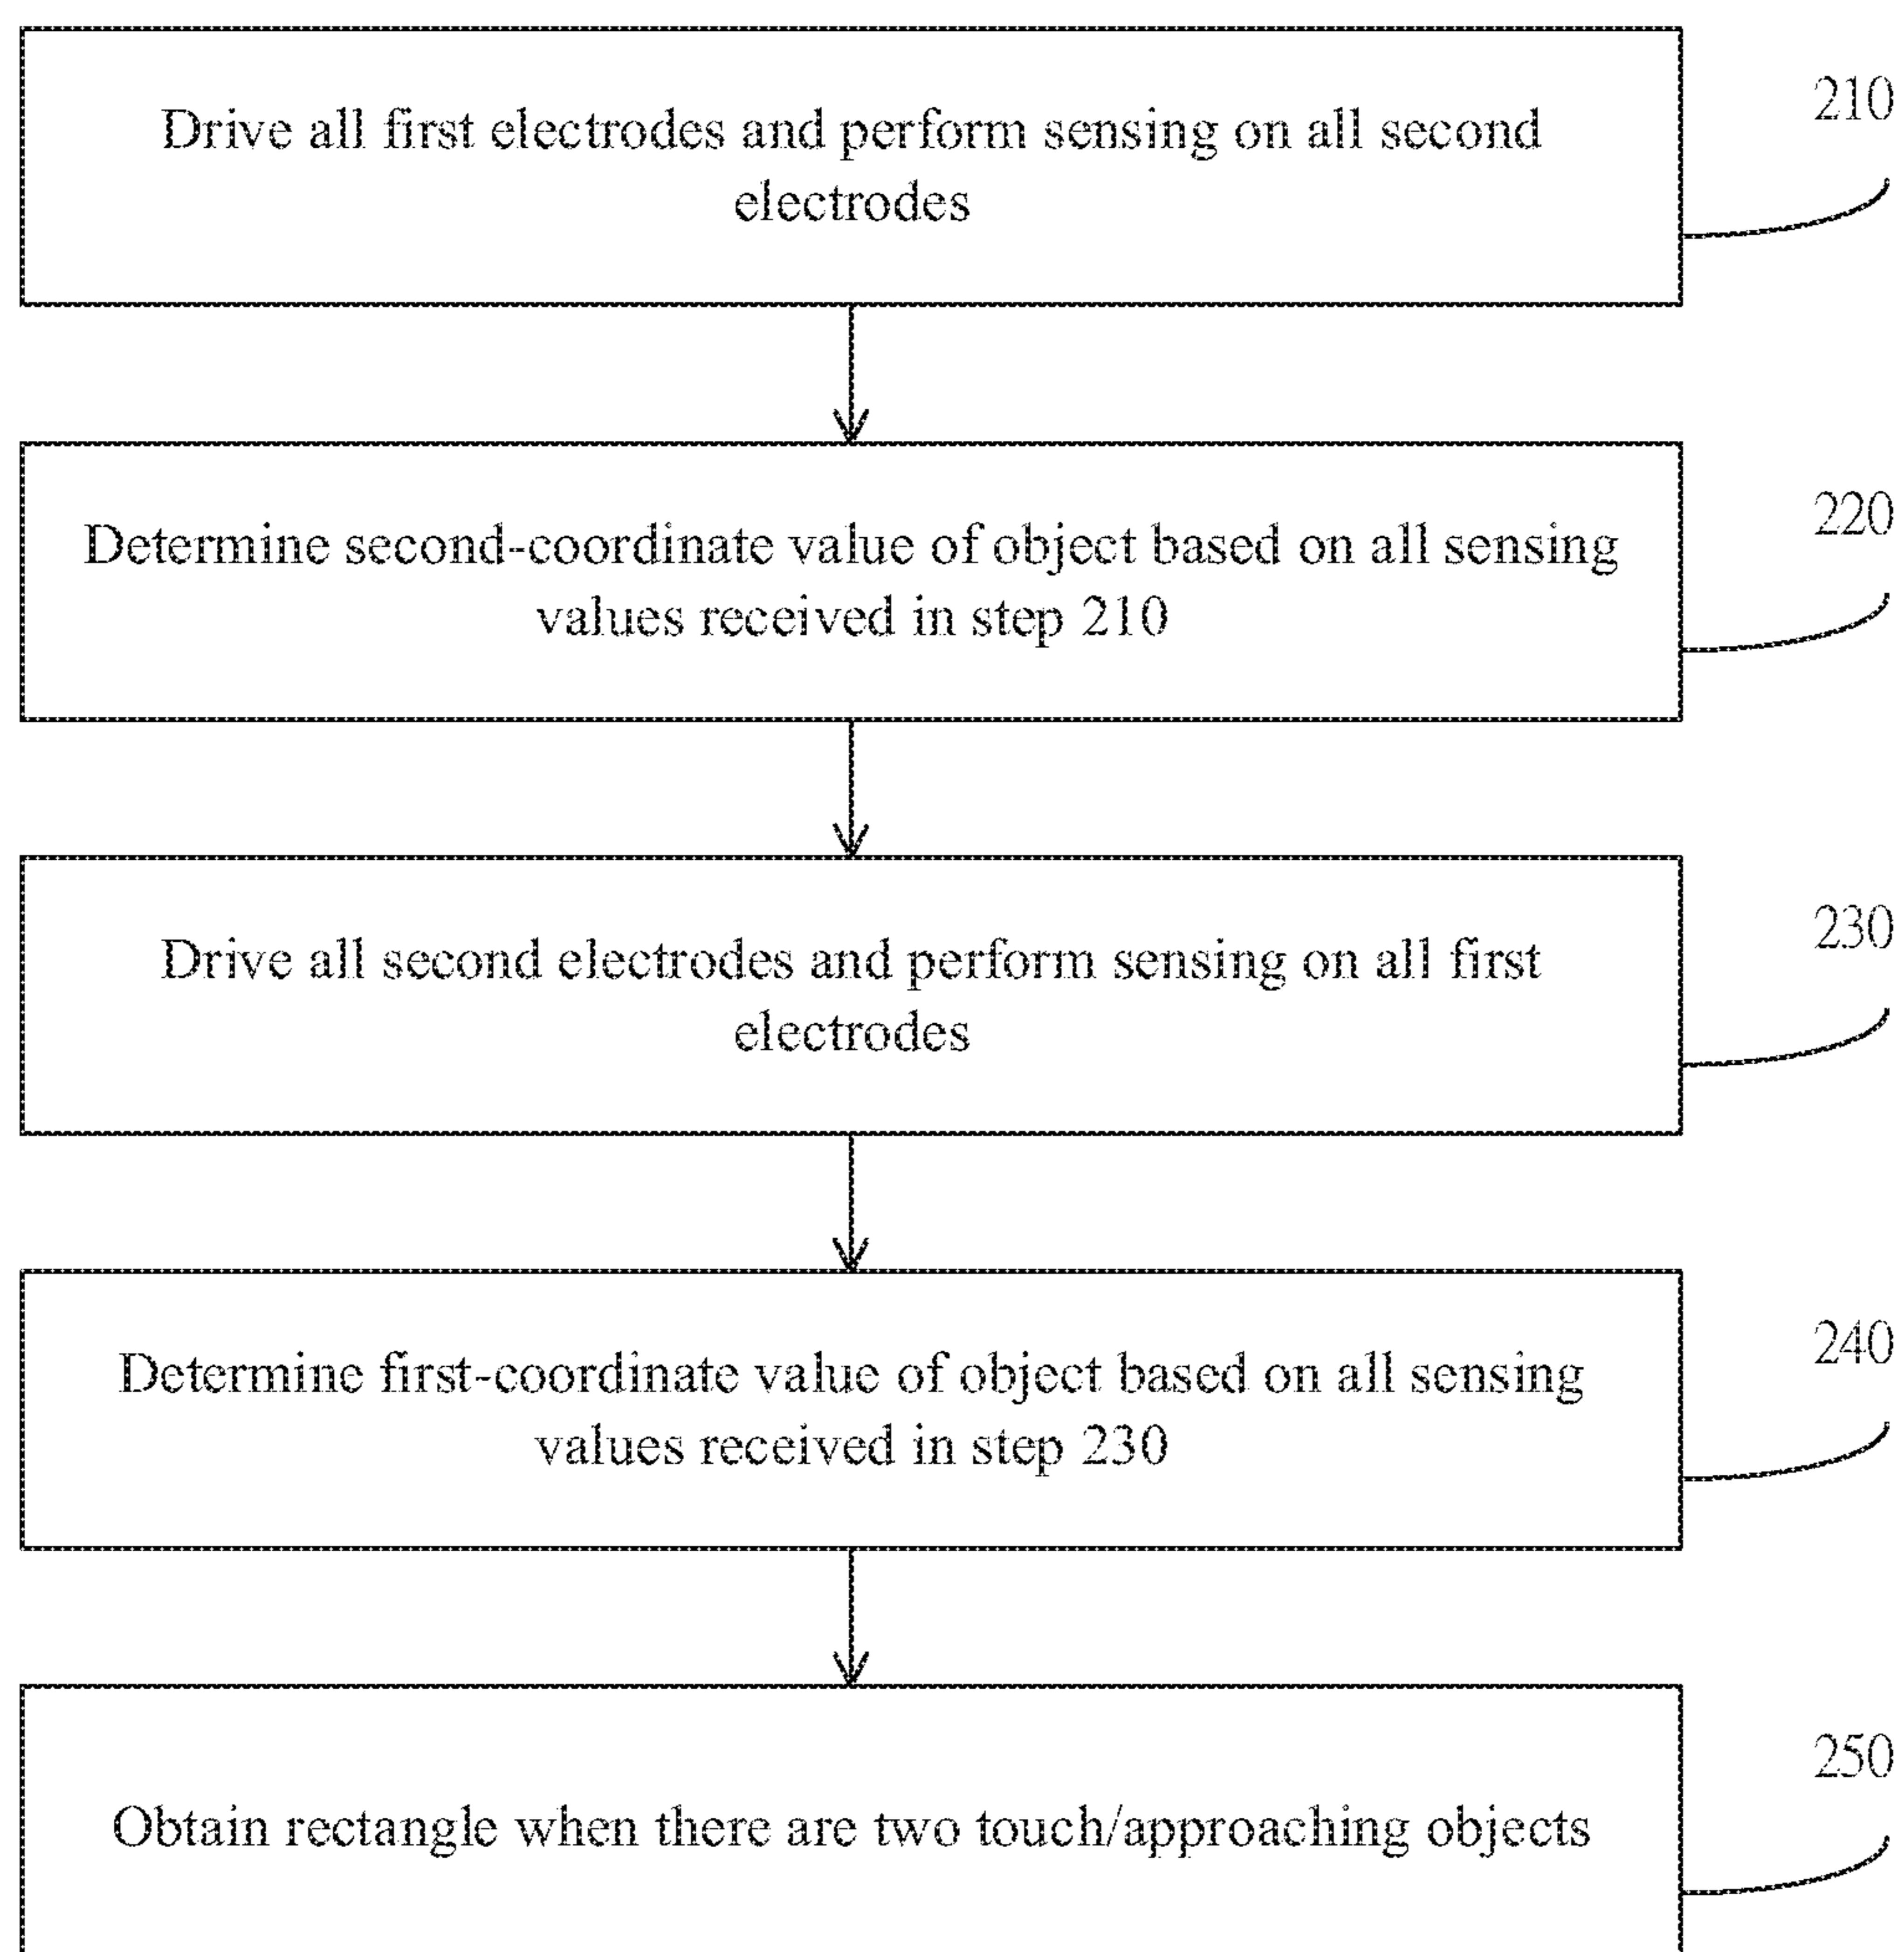 Drive all first electrodes and perform sensing on all second
electrodes
210
Determine second-coordinate value of object based on all sensing
values received in step 210
220
Drive all second electrodes and perform sensing on all first
electrodes
230
Determine first-coordinate value of object based on all sensing
values received in step 230
240
Obtain rectangle when there are two touch/approaching objects
250